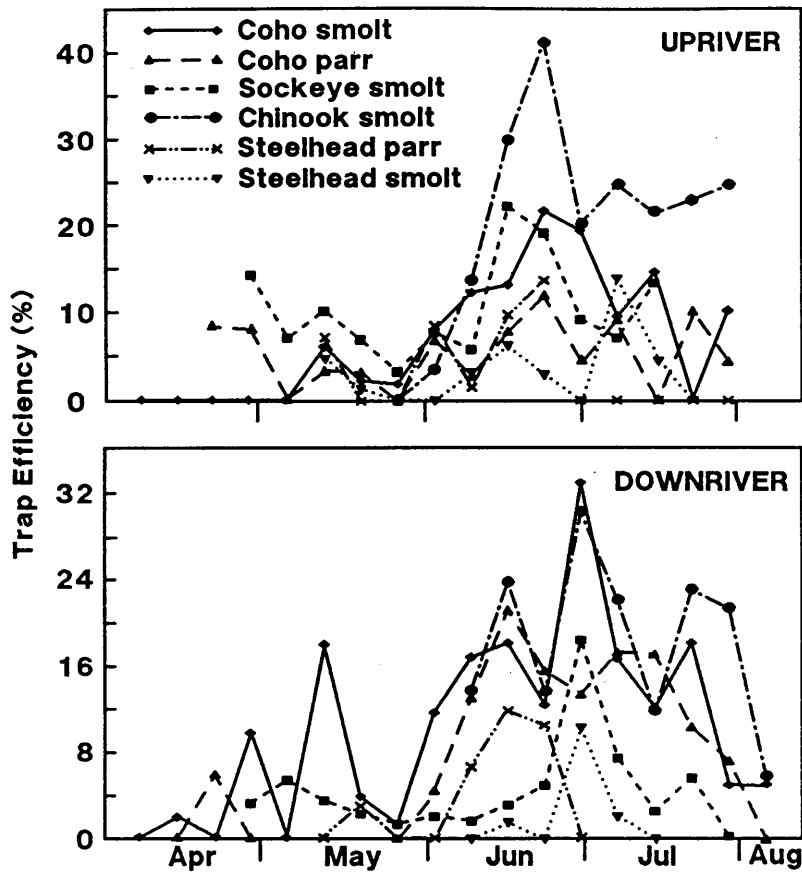 UPRIVER
Coho smolt
Coho parr
Sockeye smolt
Chinook smolt
Steelhead parr
Steelhead smolt
40
30
20
10
0
Trap Efficiency (%)
DOWNRIVER
32
24
16
8
0
Apr May Jun Jul Aug